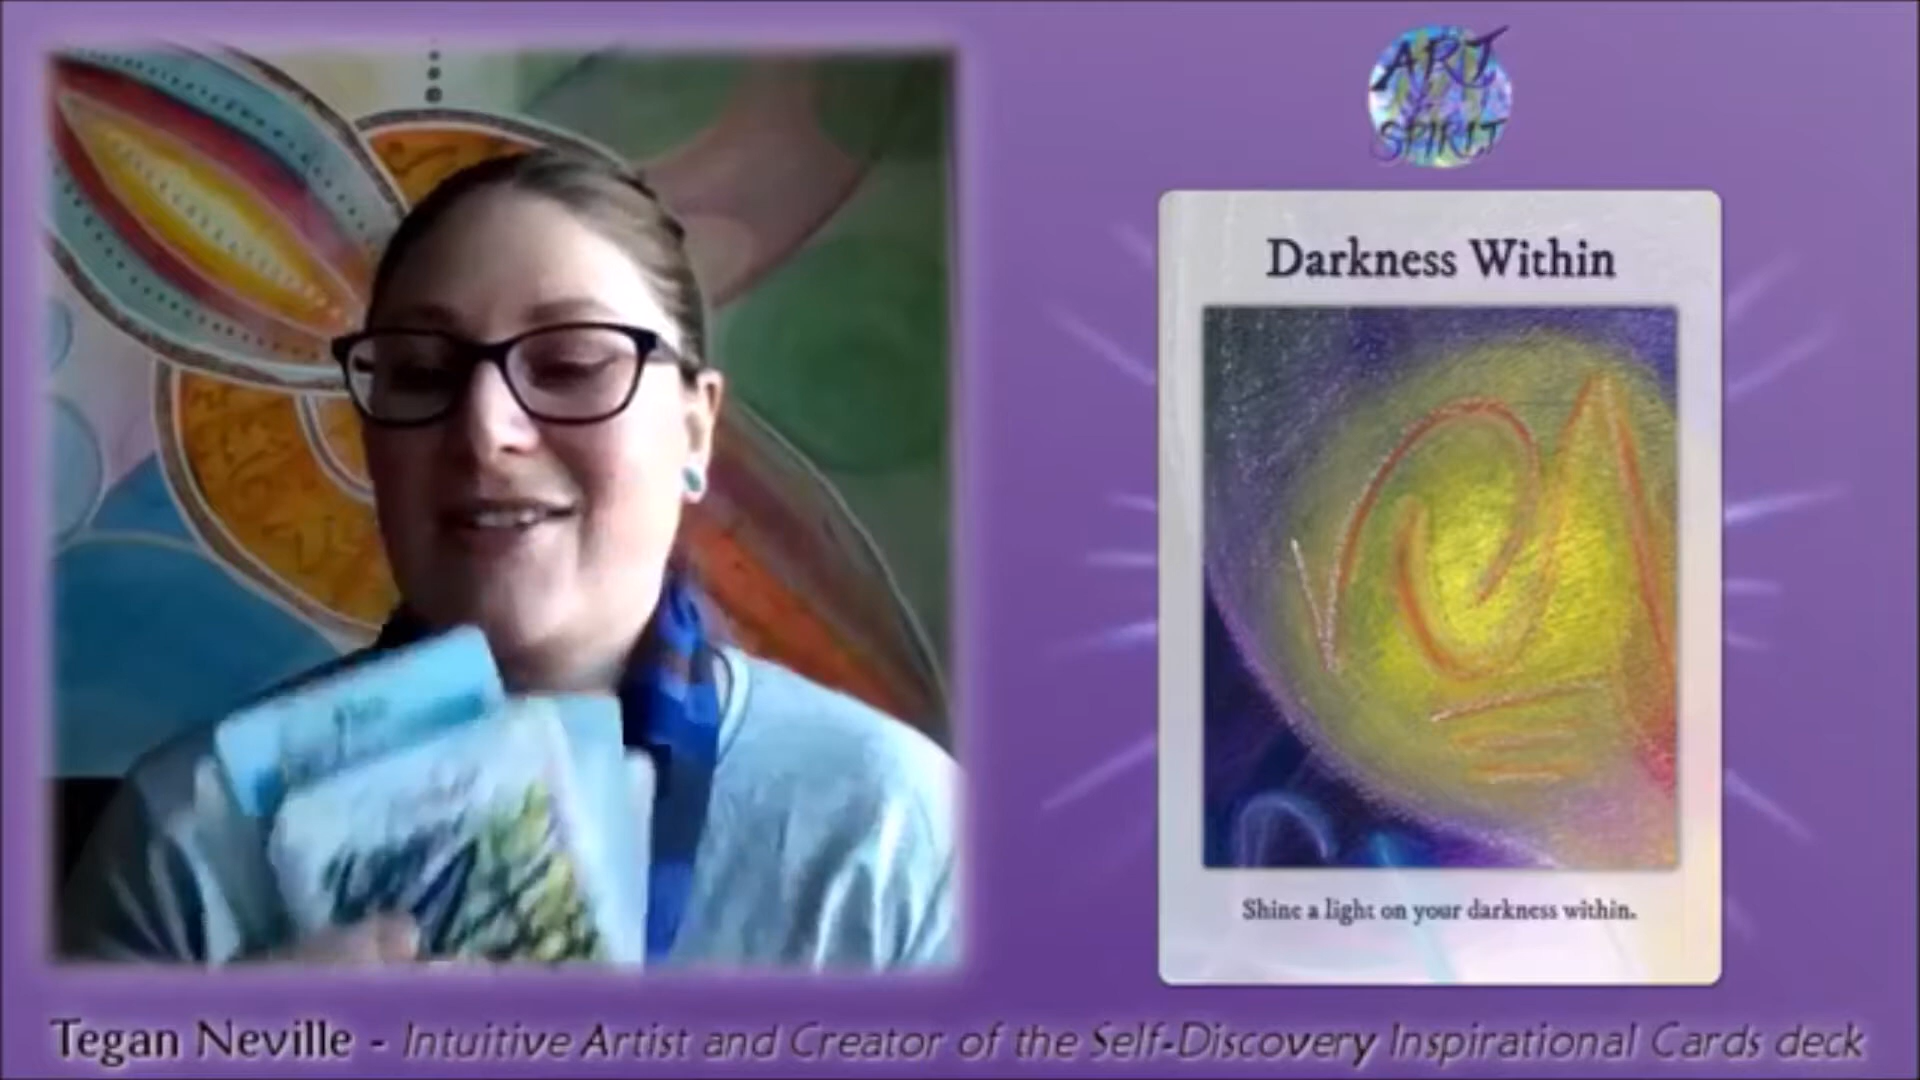 ART
SPIRIT
Darkness Within
Shine a light on your darkness within.
Tegan Neville - Intuitive Artist and Creator of the Self-Discovery Inspirational Cards deck